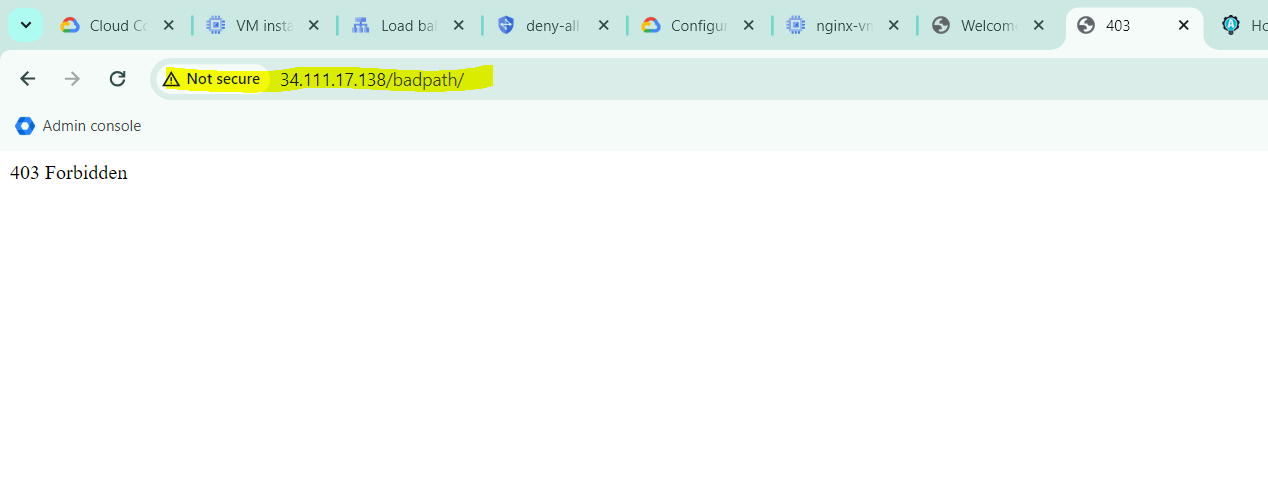 Cloud Co VM insta Load bal deny-all Configur nginx-vm Welcome 403 Ho
Not secure 34.111.17.138/badpath/
Admin console
403 Forbidden